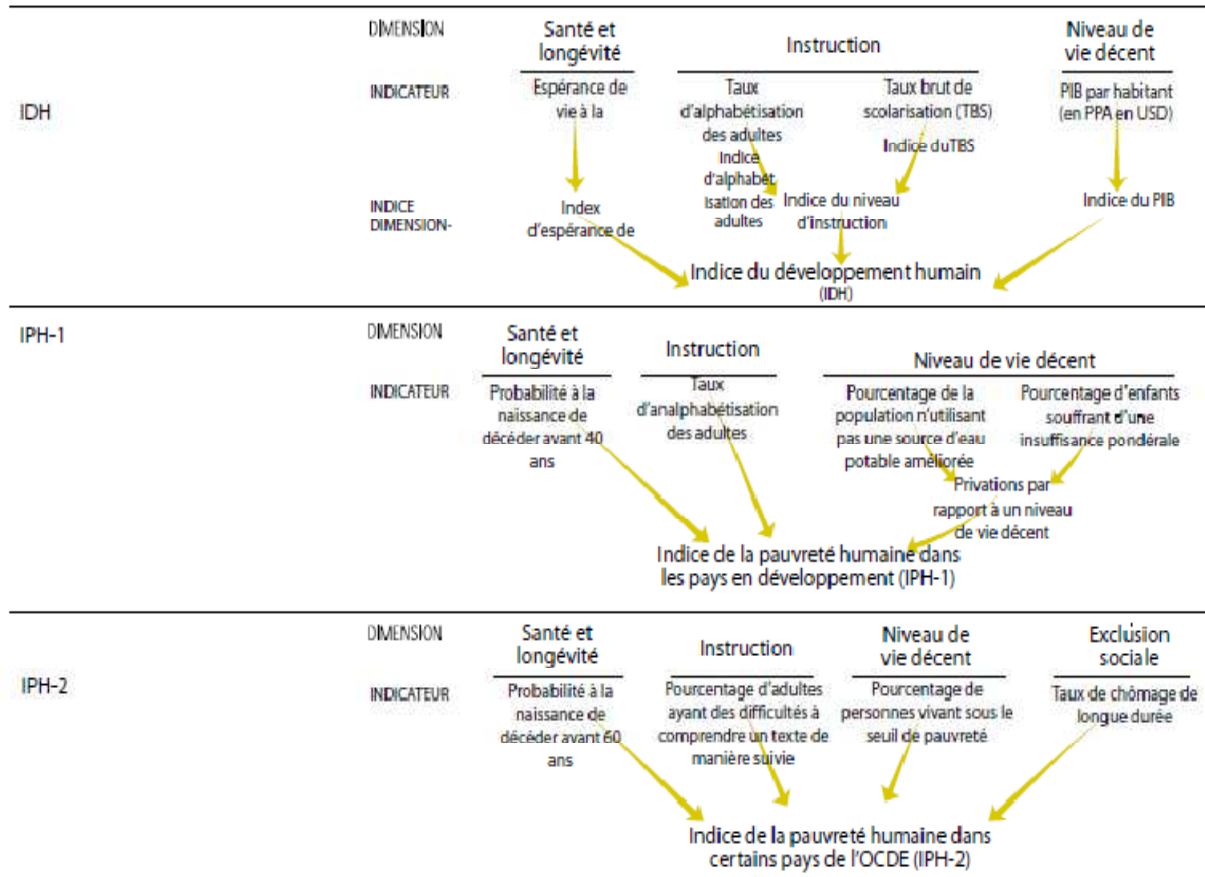 IDH
DIMENSION
Santé et
longévité
Instruction
Niveau de
vie décent
INDICATEUR
Espérance de
vie à la
Taux
d'alphabétisation
des adultes
Indice
d'alphabét
isation des
adultes
Taux brut de
scolarisation (TBS)
Indice du TBS
PIB par habitant
(en PPA en USD)
INDICE
DIMENSION-
Index
d'espérance de
Indice du niveau
d'instruction
Indice du PIB
Indice du développement humain
(IDH)
IPH-1
DIMENSION
Santé et
longévité
Instruction
Niveau de vie décent
INDICATEUR
Probabilité à la
naissance de
décéder avant 40
ans
Taux
d'analphabétisation
des adultes
Pourcentage de la
population n'utilisant
pas une source d'eau
potable améliorée
Pourcentage d'enfants
souffrant d'une
insuffisance pondérale
Privations par
rapport à un niveau
de vie décent
Indice de la pauvreté humaine dans
les pays en développement (IPH-1)
IPH-2
DIMENSION
Santé et
longévité
Instruction
Niveau de
vie décent
Exclusion
sociale
INDICATEUR
Probabilité à la
naissance de
décéder avant 60
ans
Pourcentage d'adultes
ayant des difficultés à
comprendre un texte de
manière suivie
Pourcentage de
personnes vivant sous le
seuil de pauvreté
Taux de chômage de
longue durée
Indice de la pauvreté humaine dans
certains pays de l'OCDE (IPH-2)